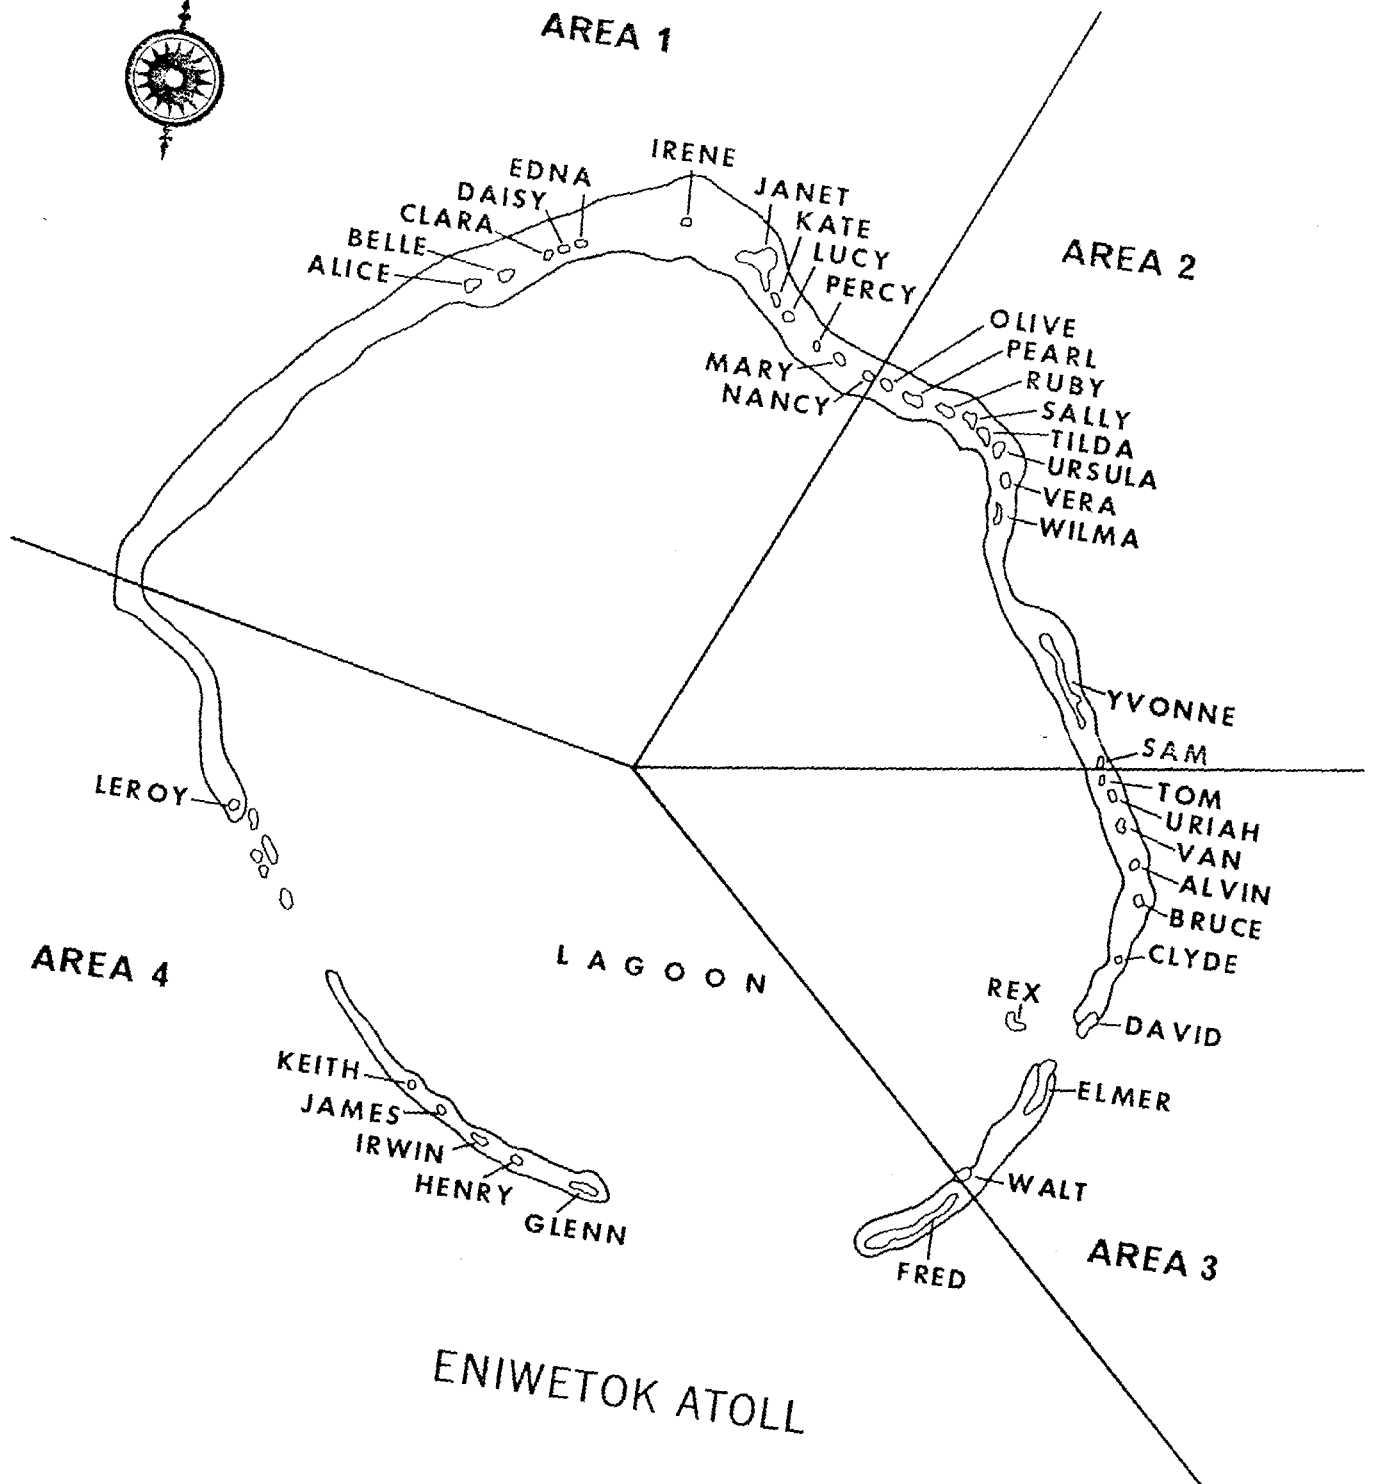 AREA 1
IRENE
EDNA
DAISY
CLARA
BELLE
ALICE
JANET
KATE
LUCY
PERCY
AREA 2
OLIVE
PEARL
RUBY
SALLY
TILDA
URSULA
VERA
WILMA
MARY
NANCY
YVONNE
SAM
TOM
URIAH
VAN
ALVIN
BRUCE
CLYDE
DAVID
REX
LEROY
AREA 4
LAGOON
KEITH
JAMES
IRWIN
HENRY
GLENN
ELMER
WALT
FRED
AREA 3
ENIWETOK ATOLL